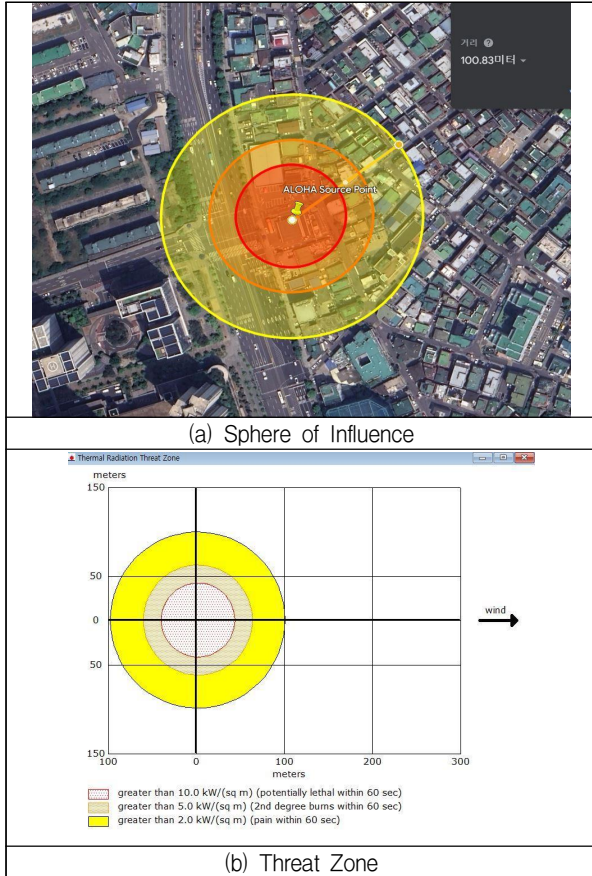 거리
100.83미터
ALOHA Source Point
(a) Sphere of Influence
Thermal Radiation Threat Zone
meters
150
50
0
50
150
100 0 100 200 300
meters
wind
greater than 10.0 kW/(sq m) (potentially lethal within 60 sec)
greater than 5.0 kW/(sq m) (2nd degree burns within 60 sec)
greater than 2.0 kW/(sq m) (pain within 60 sec)
(b) Threat Zone